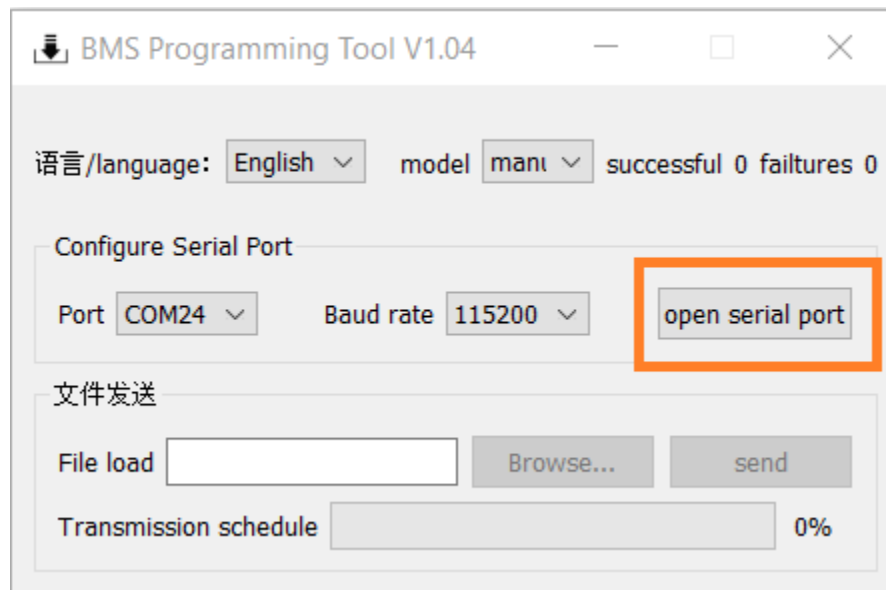 BMS Programming Tool V1.04
语言/language: English model manu successful 0 failtures 0
Configure Serial Port
Port COM24 Baud rate 115200 open serial port
文件发送
File load Browse... send
Transmission schedule 0%